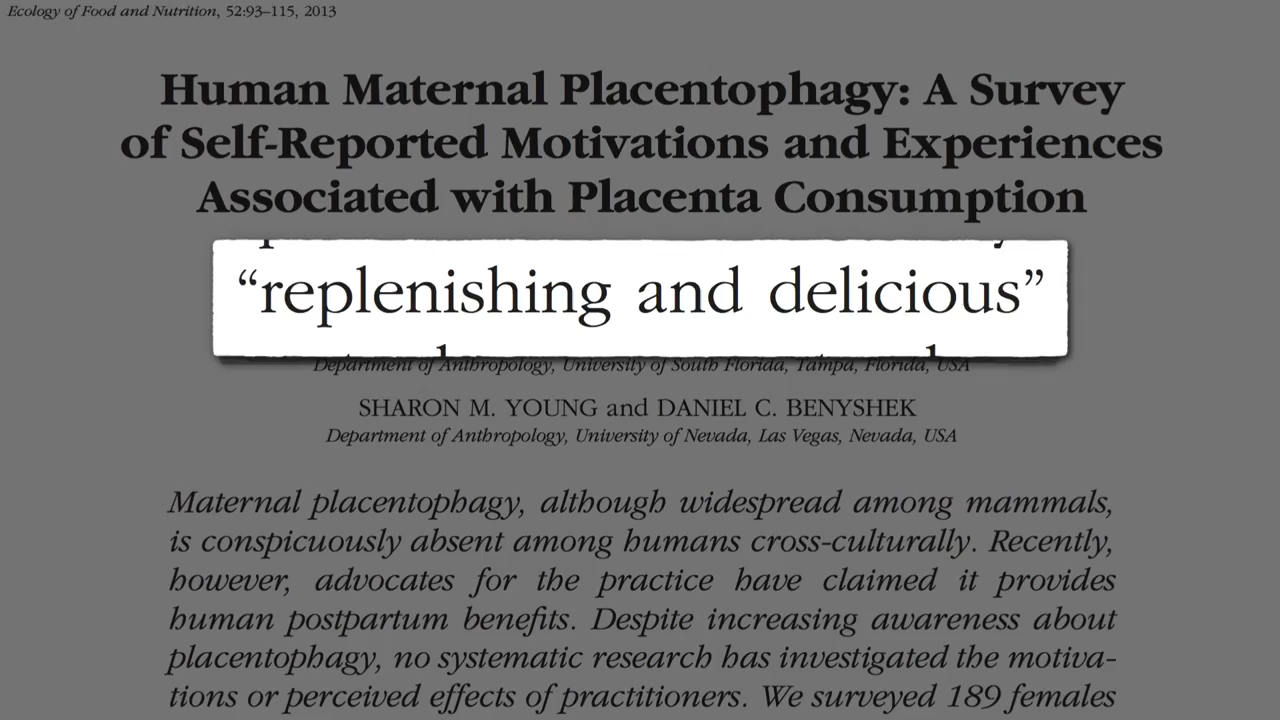 Ecology of Food and Nutrition, 52:93–115, 2013
Human Maternal Placentophagy: A Survey
of Self-Reported Motivations and Experiences
Associated with Placenta Consumption
“replenishing and delicious”
Department of Anthropology, University of South Florida, Tampa, Florida, USA
SHARON M. YOUNG and DANIEL C. BENYSHEK
Department of Anthropology, University of Nevada, Las Vegas, Nevada, USA
Maternal placentophagy, although widespread among mammals,
is conspicuously absent among humans cross-culturally. Recently,
however, advocates for the practice have claimed it provides
human postpartum benefits. Despite increasing awareness about
placentophagy, no systematic research has investigated the motiva-
tions or perceived effects of practitioners. We surveyed 189 females